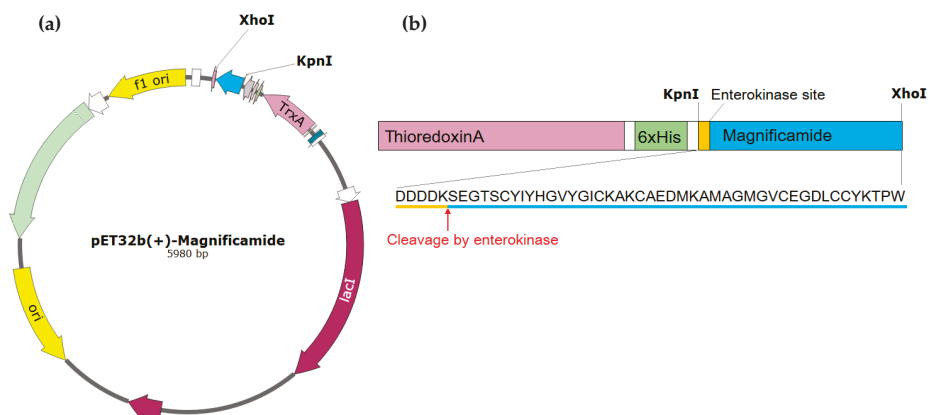 (a)
XhoI
KpnI
f1 ori
TrxA
pET32b(+)-Magnificamide
5980 bp
lacI
ori
(b)
KpnI
Enterokinase site
XhoI
ThioredoxinA
6xHis
Magnificamide
DDDDKSEGTSCYIYHGVYGICKAKCAEDMKAMAGMGVCEGDLCCYKTPW
Cleavage by enterokinase